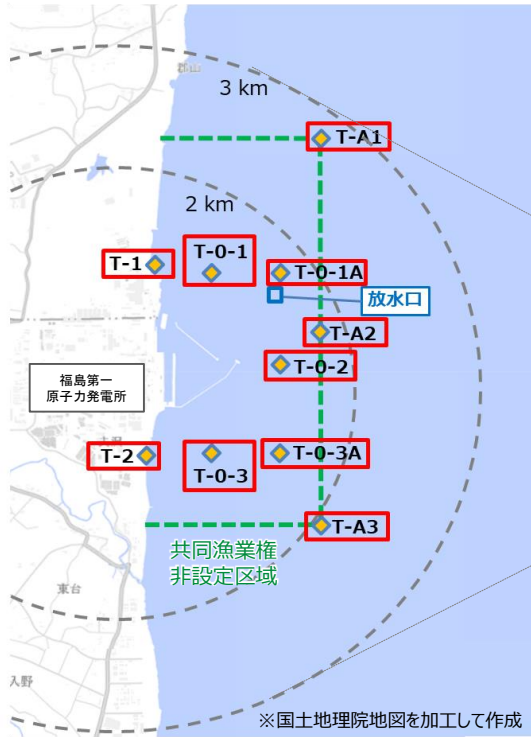 郡山
3 km
T-A1
2 km
T-1
T-0-1
T-0-1A
放水口
T-A2
T-0-2
福島第一
原子力発電所
T-2
T-0-3
T-0-3A
T-A3
共同漁業権
非設定区域
東台
入野
※国土地理院地図を加工して作成